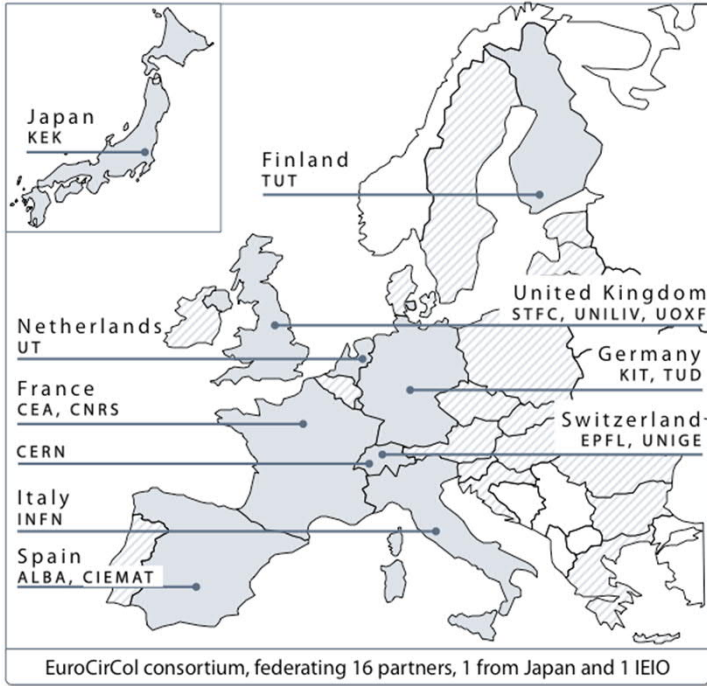 Japan
KEK
Finland
TUT
United Kingdom
STFC, UNILIV, UOXF
Netherlands
UT
Germany
KIT, TUD
France
CEA, CNRS
Switzerland
EPFL, UNIGE
CERN
Italy
INFN
Spain
ALBA, CIEMAT
EuroCirCol consortium, federating 16 partners, 1 from Japan and 1 IEIO